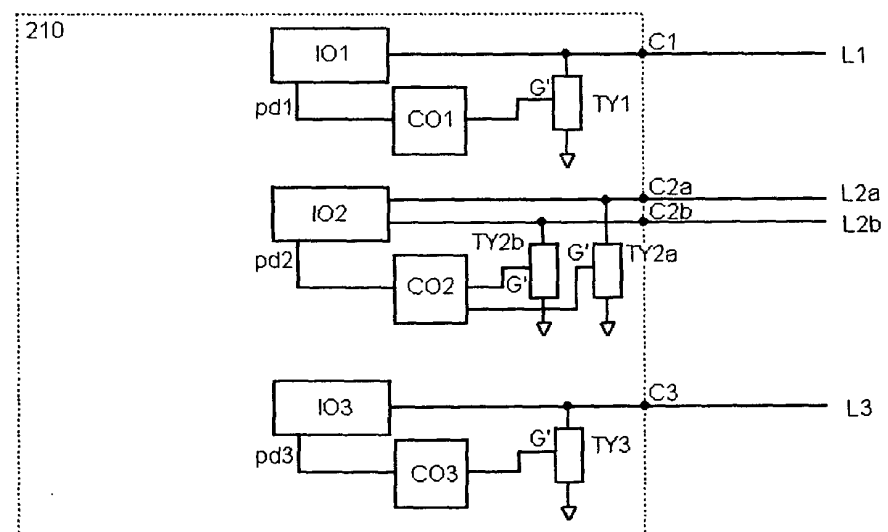 210
IO1
C1
L1
pd1
CO1
G'
TY1
C2a
L2a
IO2
C2b
L2b
TY2b
G'
TY2a
pd2
CO2
G'
IO3
C3
L3
pd3
CO3
G'
TY3